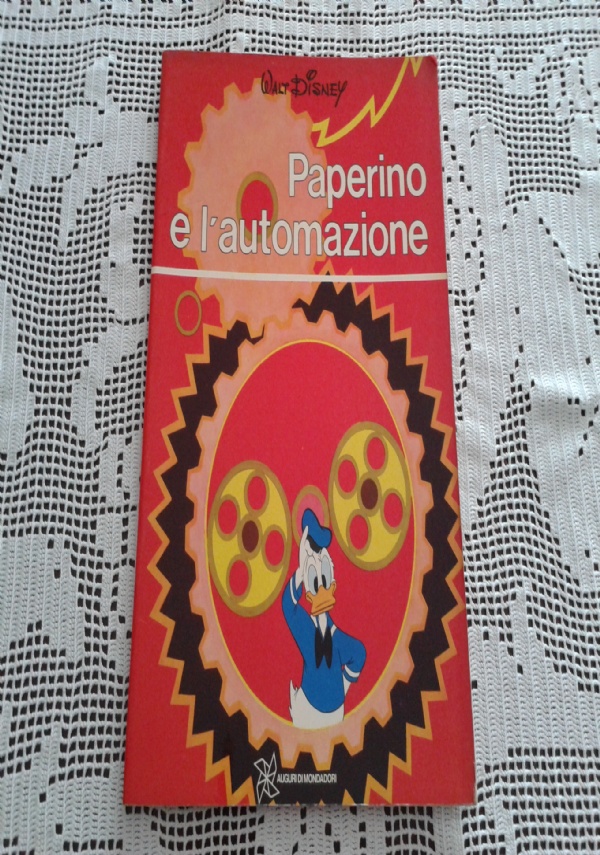 WALT DISNEY
Paperino
e l'automazione
AUGURI DI MONDADORI